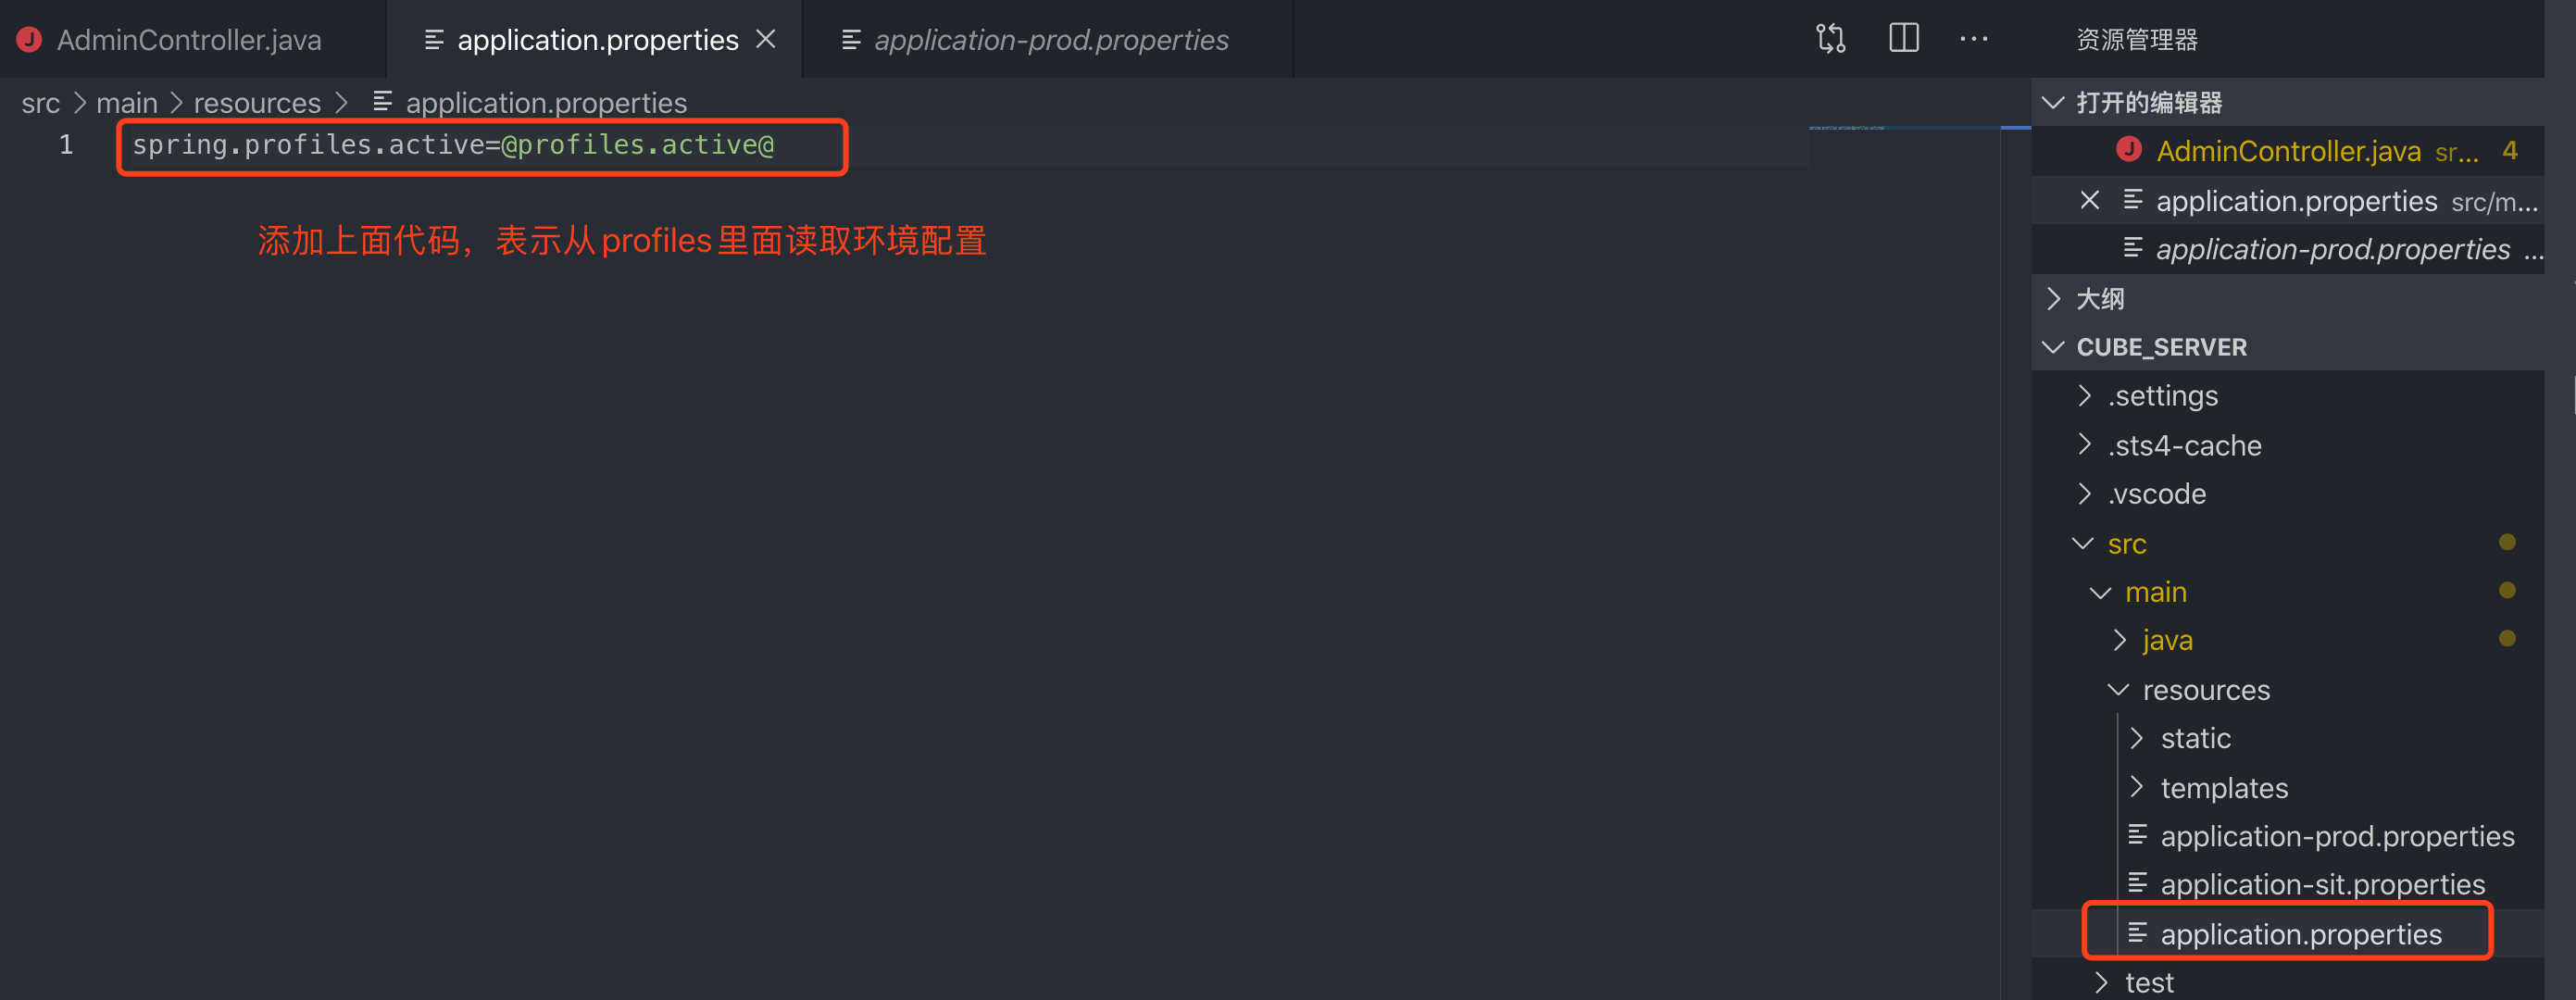 AdminController.java
application.properties
application-prod.properties
src > main > resources > application.properties
1 spring.profiles.active=@profiles.active@
添加上面代码，表示从profiles里面读取环境配置
资源管理器
打开的编辑器
AdminController.java sr... 4
application.properties src/m...
application-prod.properties ...
大纲
CUBE_SERVER
.settings
.sts4-cache
.vscode
src
main
java
resources
static
templates
application-prod.properties
application-sit.properties
application.properties
test